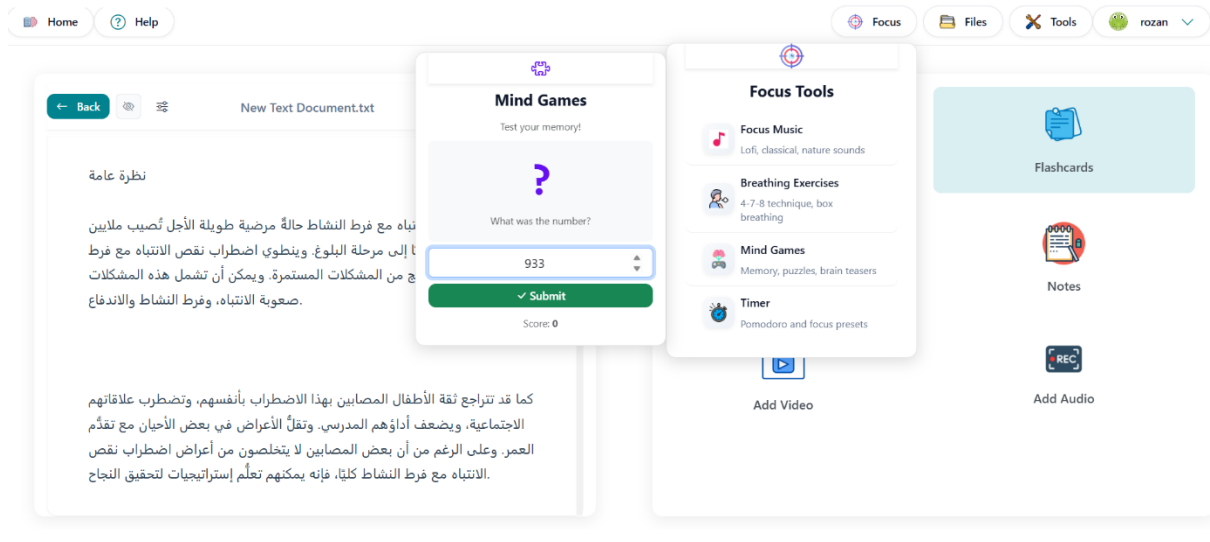 Home
Help
Focus
Files
Tools
rozan
Back
New Text Document.txt
نظرة عامة
تباه مع فرط النشاط حالةٌ مرضية طويلة الأجل تُصيب ملايين
إلى مرحلة البلوغ. وينطوي اضطراب نقص الانتباه مع فرط
من المشكلات المستمرة. ويمكن أن تشمل هذه المشكلات
صعوبة الانتباه، وفرط النشاط والاندفاع.
كما قد تتراجع ثقة الأطفال المصابين بهذا الاضطراب بأنفسهم، وتضطرب علاقاتهم
الاجتماعية، ويضعف أداؤهم المدرسي. وتقلُّ الأعراض في بعض الأحيان مع تقدُّم
العمر. وعلى الرغم من أن بعض المصابين لا يتخلصون من أعراض اضطراب نقص
الانتباه مع فرط النشاط كليًا، فإنه يمكنهم تعلُّم إستراتيجيات لتحقيق النجاح.
Mind Games
Test your memory!
?
What was the number?
933
Submit
Score: 0
Focus Tools
Focus Music
Lofi, classical, nature sounds
Breathing Exercises
4-7-8 technique, box
breathing
Mind Games
Memory, puzzles, brain teasers
Timer
Pomodoro and focus presets
Flashcards
Notes
Add Video
REC
Add Audio